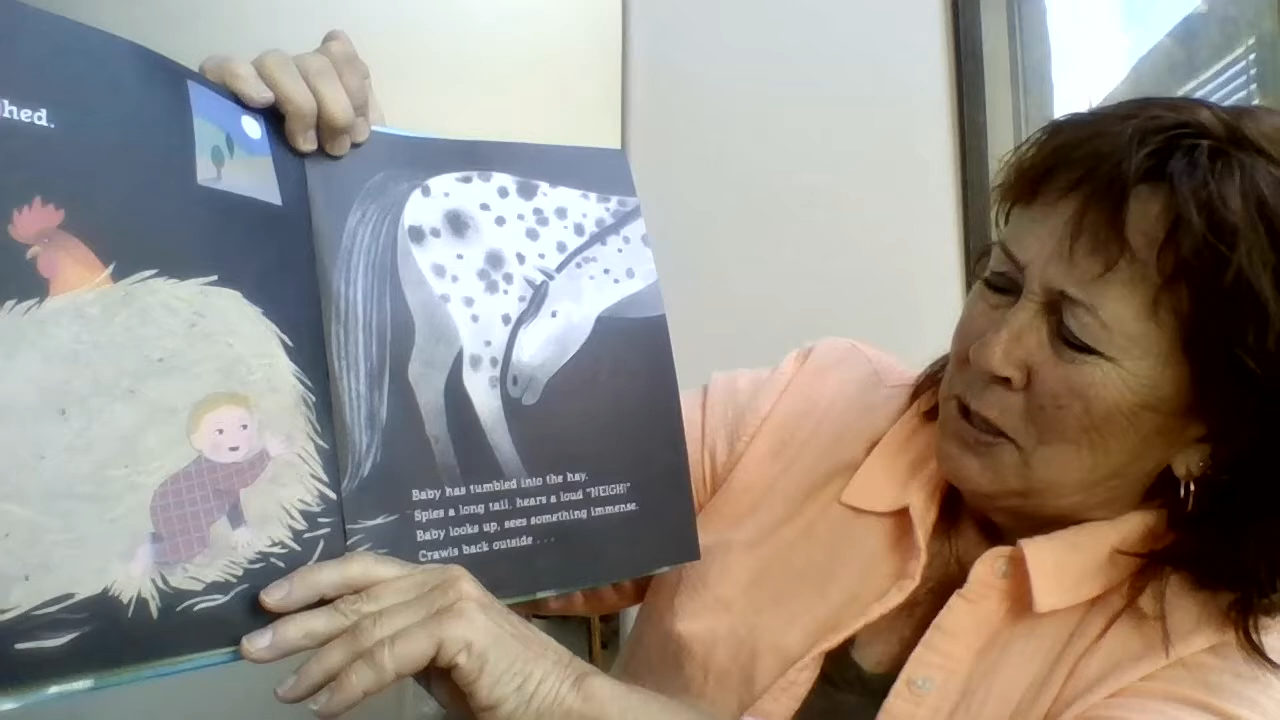 hed.
Baby has tumbled into the hay.
Spies a long tail, hears a loud "NEIGH!"
Baby looks up, sees something immense.
Crawls back outside . . .